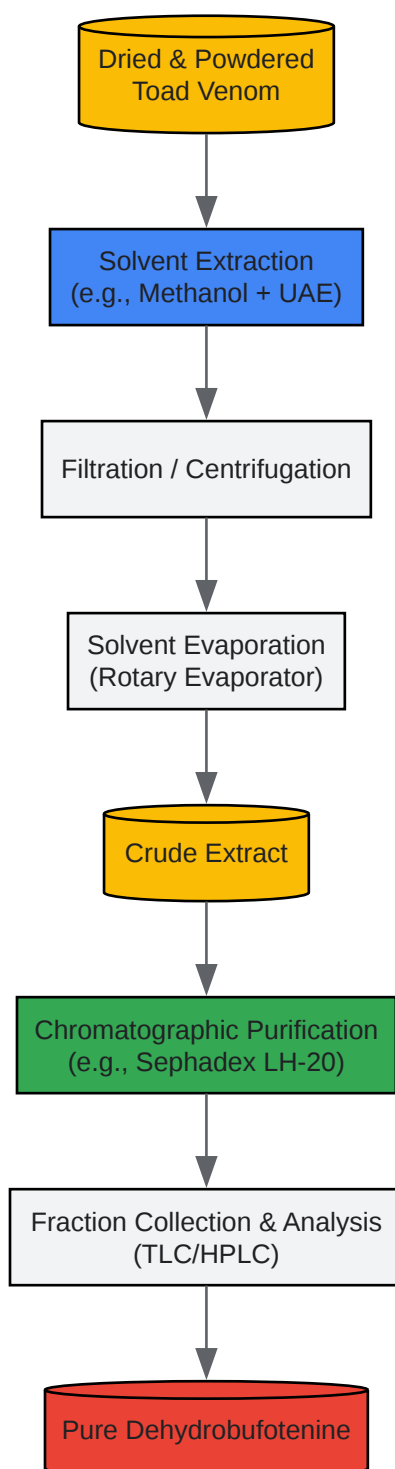 Dried & Powdered
Toad Venom
Solvent Extraction
(e.g., Methanol + UAE)
Filtration / Centrifugation
Solvent Evaporation
(Rotary Evaporator)
Crude Extract
Chromatographic Purification
(e.g., Sephadex LH-20)
Fraction Collection & Analysis
(TLC/HPLC)
Pure Dehydrobufotenine